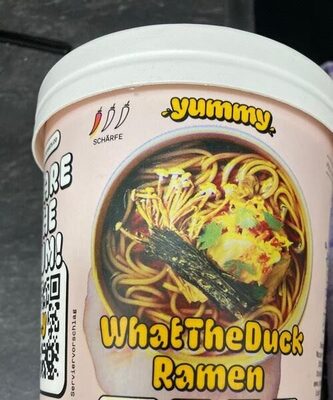 yummy
SCHÄRFE
WhatTheDuck
Ramen
Serviervorschlag